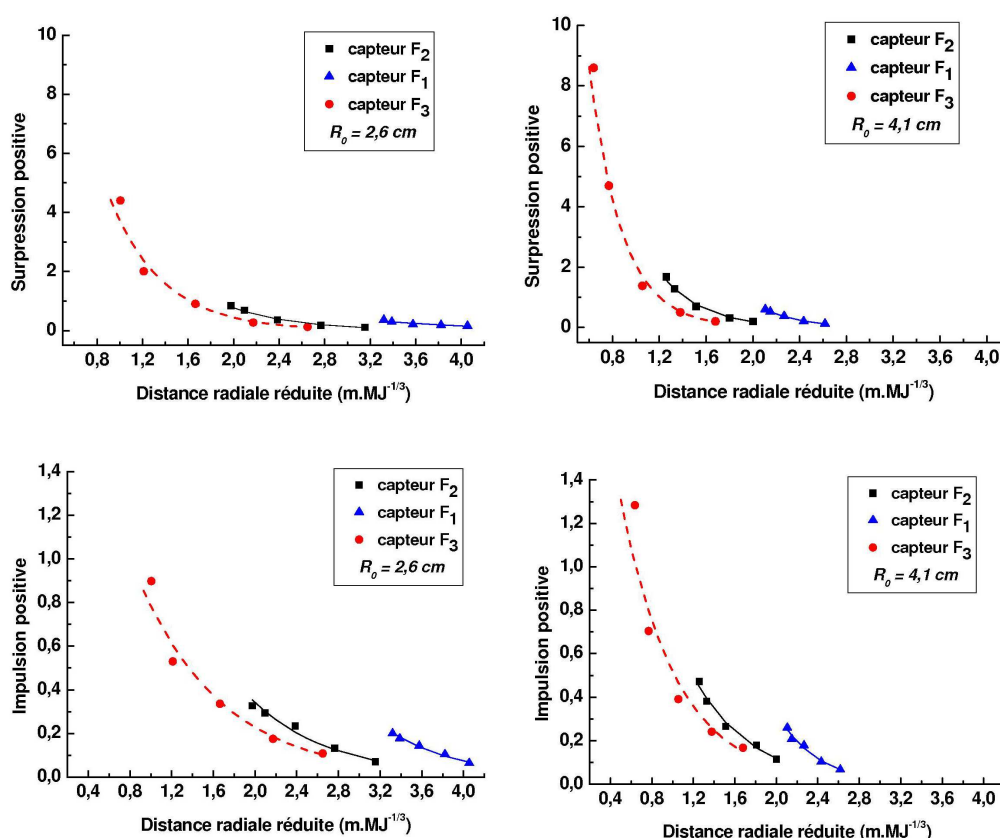 Surpression positive
10
8
6
4
2
0
capteur F2
capteur F1
capteur F3
R0 = 2,6 cm
0,8 1,2 1,6 2,0 2,4 2,8 3,2 3,6 4,0
Distance radiale réduite (m.MJ-1/3)
Surpression positive
10
8
6
4
2
0
capteur F2
capteur F1
capteur F3
R0 = 4,1 cm
0,4 0,8 1,2 1,6 2,0 2,4 2,8 3,2 3,6 4,0
Distance radiale réduite (m.MJ-1/3)
Impulsion positive
1,4
1,2
1,0
0,8
0,6
0,4
0,2
0,0
capteur F2
capteur F1
capteur F3
R0 = 2,6 cm
0,4 0,8 1,2 1,6 2,0 2,4 2,8 3,2 3,6 4,0
Distance radiale réduite (m.MJ-1/3)
Impulsion positive
1,4
1,2
1,0
0,8
0,6
0,4
0,2
0,0
capteur F2
capteur F1
capteur F3
R0 = 4,1 cm
0,4 0,8 1,2 1,6 2,0 2,4 2,8 3,2 3,6 4,0
Distance radiale réduite (m.MJ-1/3)